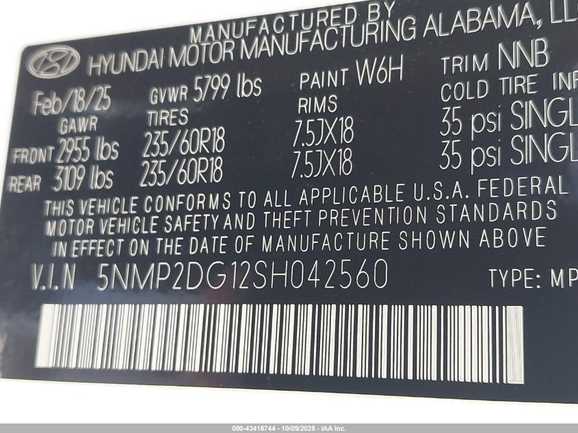 MANUFACTURED BY
HYUNDAI MOTOR MANUFACTURING ALABAMA, LL
Feb/18/25 GVWR 5799 lbs PAINT W6H TRIM NNB
GAWR TIRES RIMS COLD TIRE INF
FRONT 2955 lbs 235/60R18 7.5JX18 35 psi SINGL
REAR 3109 lbs 235/60R18 7.5JX18 35 psi SINGL
THIS VEHICLE CONFORMS TO ALL APPLICABLE U.S.A. FEDERAL
MOTOR VEHICLE SAFETY AND THEFT PREVENTION STANDARDS
IN EFFECT ON THE DATE OF MANUFACTURE SHOWN ABOVE
V.I.N 5NMP2DG12SH042560 TYPE: MP
000-43416744 - 10/09/2025 - IAA Inc.